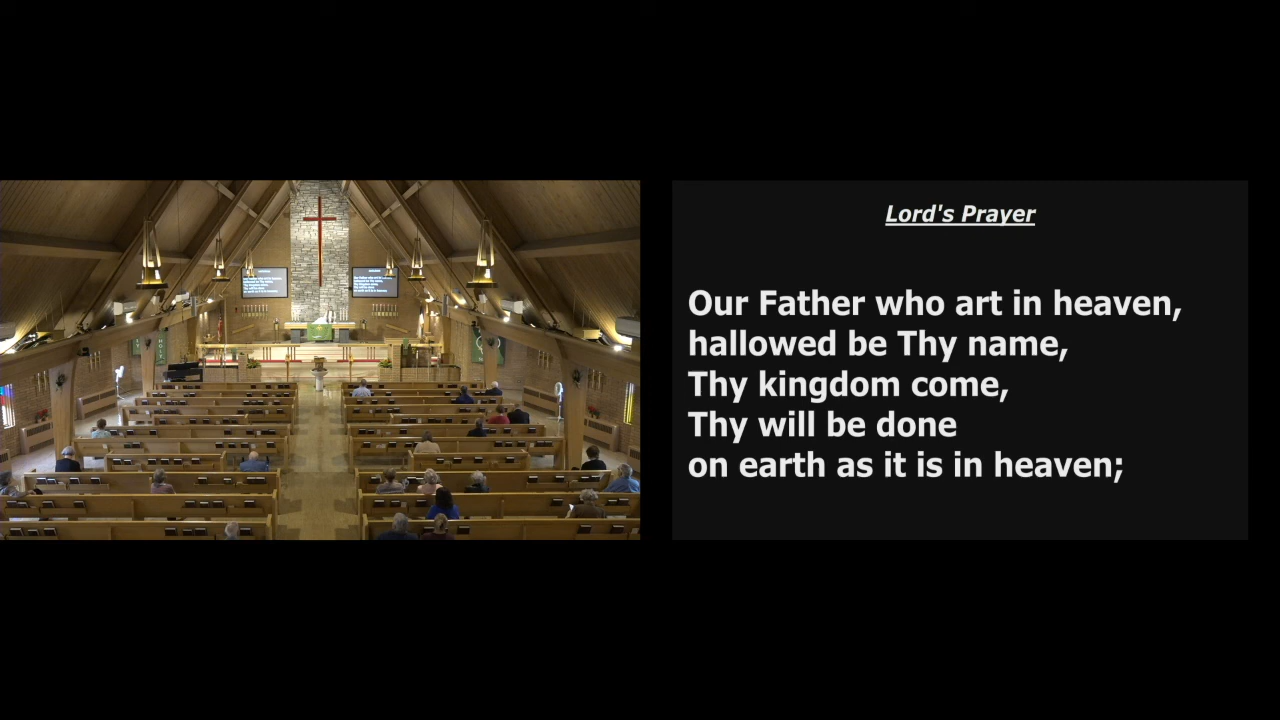 Lord's Prayer
Our Father who art in heaven,
hallowed be Thy name,
Thy kingdom come,
Thy will be done
on earth as it is in heaven;